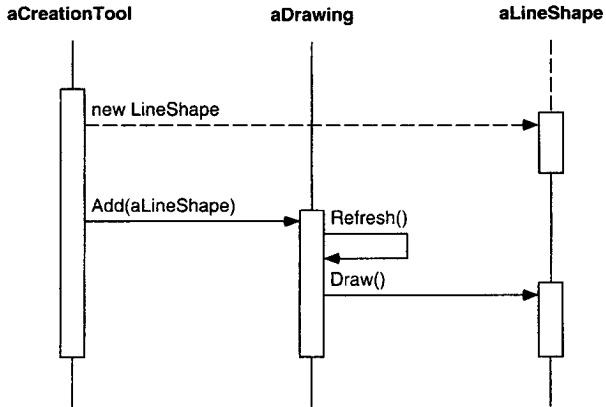 aCreationTool
aDrawing
aLineShape
new LineShape
Add(aLineShape)
Refresh()
Draw()